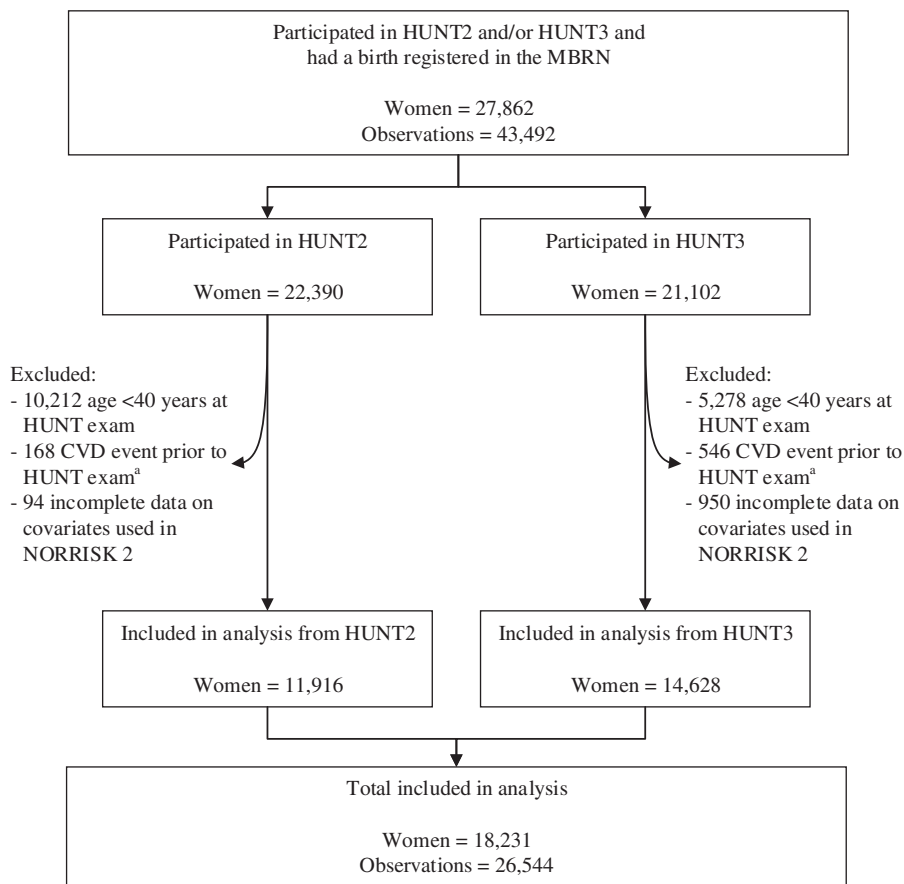 Participated in HUNT2 and/or HUNT3 and
had a birth registered in the MBRN
Women = 27,862
Observations = 43,492
Participated in HUNT2
Women = 22,390
Participated in HUNT3
Women = 21,102
Excluded:
- 10,212 age <40 years at
HUNT exam
- 168 CVD event prior to
HUNT examᵃ
- 94 incomplete data on
covariates used in
NORRISK 2
Excluded:
- 5,278 age <40 years at
HUNT exam
- 546 CVD event prior to
HUNT examᵃ
- 950 incomplete data on
covariates used in
NORRISK 2
Included in analysis from HUNT2
Women = 11,916
Included in analysis from HUNT3
Women = 14,628
Total included in analysis
Women = 18,231
Observations = 26,544